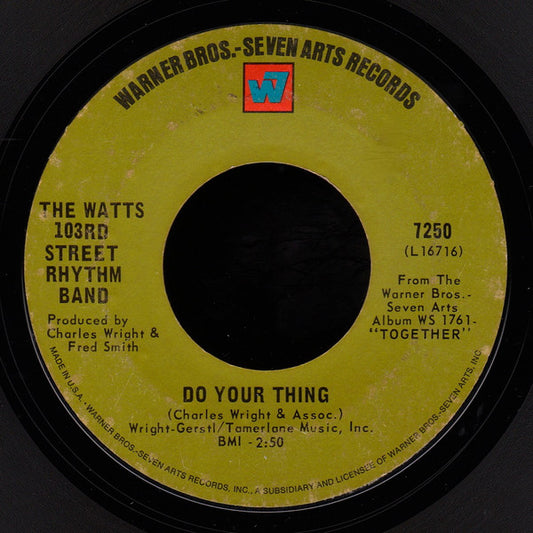 WARNER BROS.-SEVEN ARTS RECORDS
W7
THE WATTS
103RD
STREET
RHYTHM
BAND
Produced by
Charles Wright &
Fred Smith
7250
(L16716)
From The
Warner Bros.-
Seven Arts
Album WS 1761-
"TOGETHER"
DO YOUR THING
(Charles Wright & Assoc.)
Wright-Gerstl/Tamerlane Music, Inc.
BMI - 2:50
MADE IN U.S.A. • WARNER BROS.-SEVEN ARTS RECORDS, INC., A SUBSIDIARY AND LICENSEE OF WARNER BROS.-SEVEN ARTS, INC.